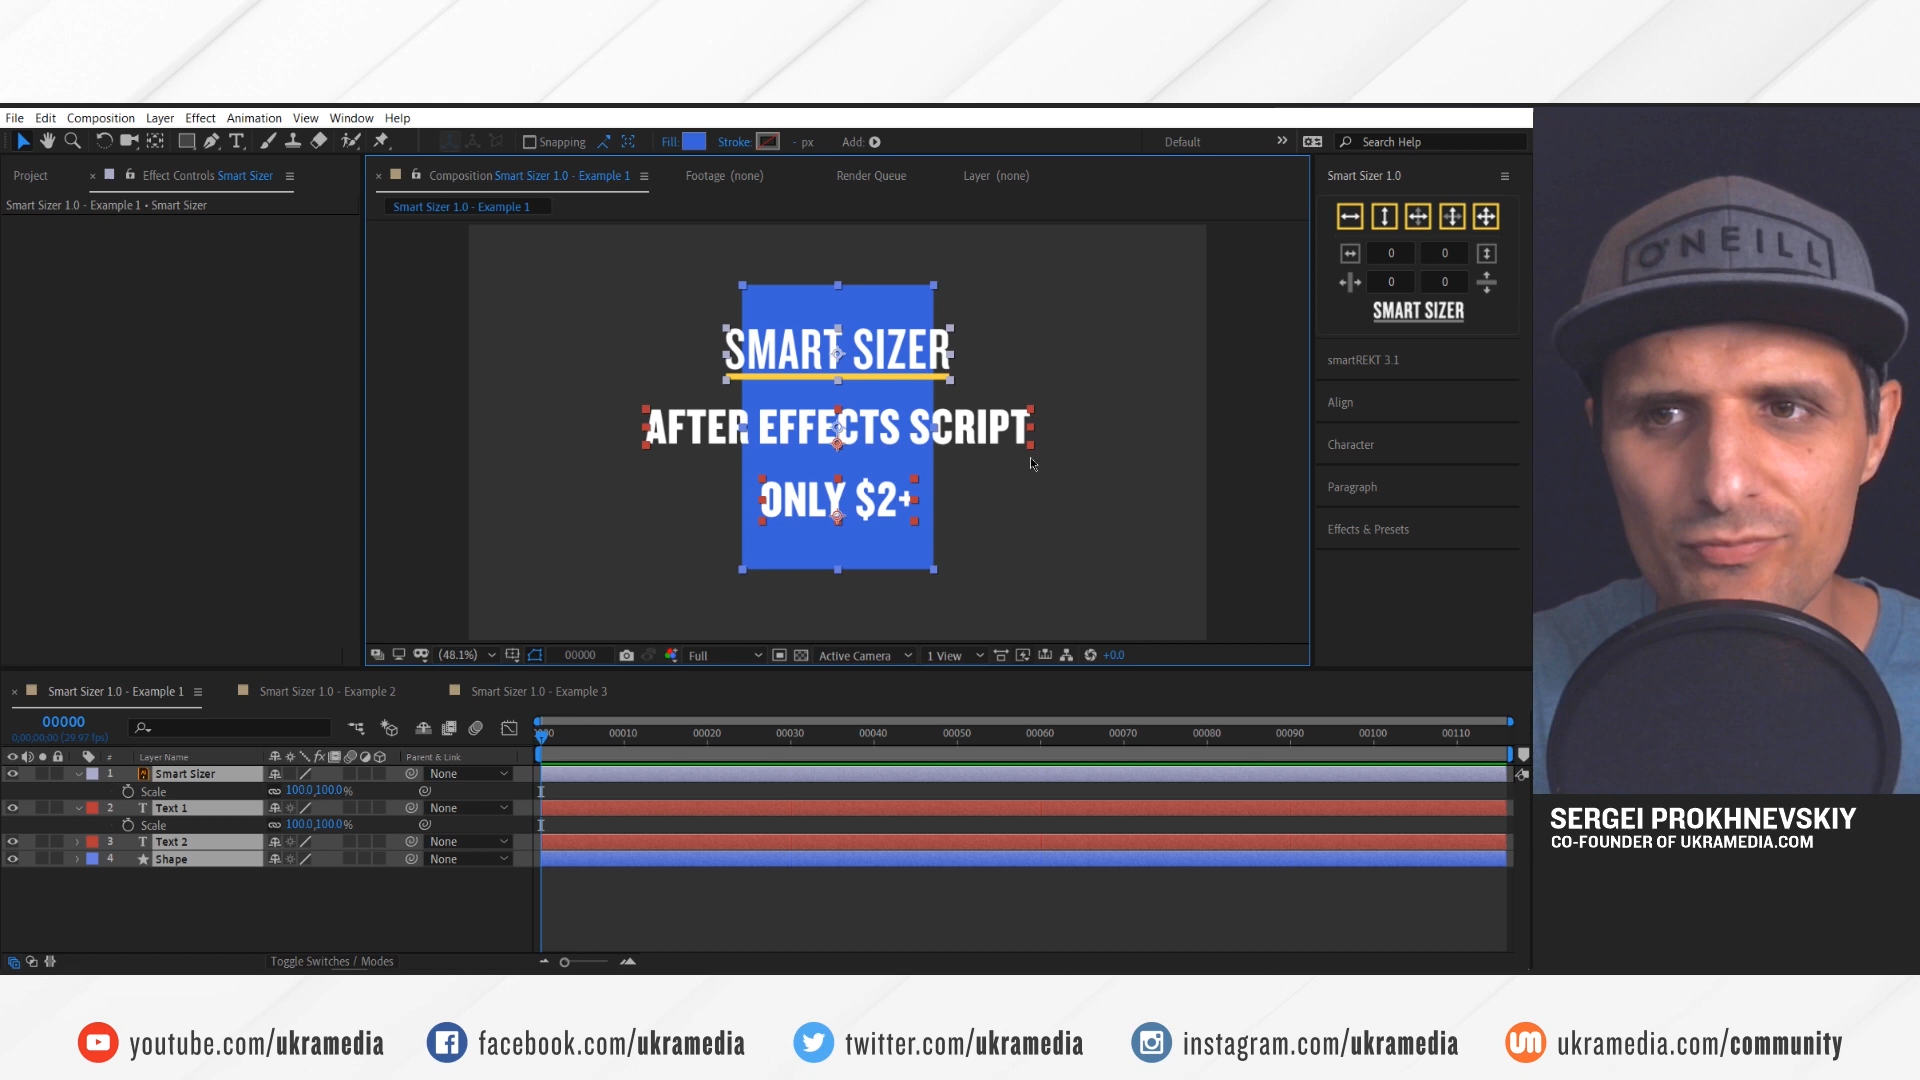 File Edit Composition Layer Effect Animation View Window Help
Snapping Fill: Stroke: - px Add: Default Search Help
Project × Effect Controls Smart Sizer × Composition Smart Sizer 1.0 - Example 1 Footage (none) Render Queue Layer (none) Smart Sizer 1.0
Smart Sizer 1.0 - Example 1 • Smart Sizer
Smart Sizer 1.0 - Example 1
0 0
0 0
SMART SIZER
smartREKT 3.1
Align
Character
Paragraph
Effects & Presets
SMART SIZER
AFTER EFFECTS SCRIPT
ONLY $2+
O'NEILL
(48.1%) 00000 Full Active Camera 1 View +0.0
× Smart Sizer 1.0 - Example 1 Smart Sizer 1.0 - Example 2 Smart Sizer 1.0 - Example 3
00000
0;00;00;00 (29.97 fps)
00010 00020 00030 00040 00050 00060 00070 00080 00090 00100 00110
# Layer Name Parent & Link
1 Smart Sizer None
Scale 100.0,100.0%
2 T Text 1 None
Scale 100.0,100.0%
3 T Text 2 None
4 Shape None
Toggle Switches / Modes
SERGEI PROKHNEVSKIY
CO-FOUNDER OF UKRAMEDIA.COM
youtube.com/ukramedia facebook.com/ukramedia twitter.com/ukramedia instagram.com/ukramedia um ukramedia.com/community